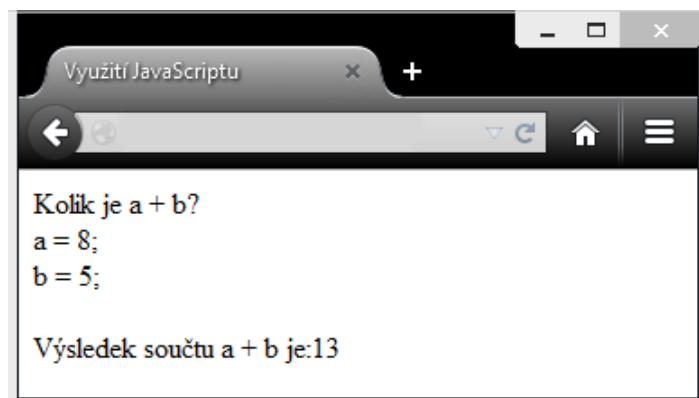 Využití JavaScriptu
Kolik je a + b?
a = 8;
b = 5;
Výsledek součtu a + b je:13